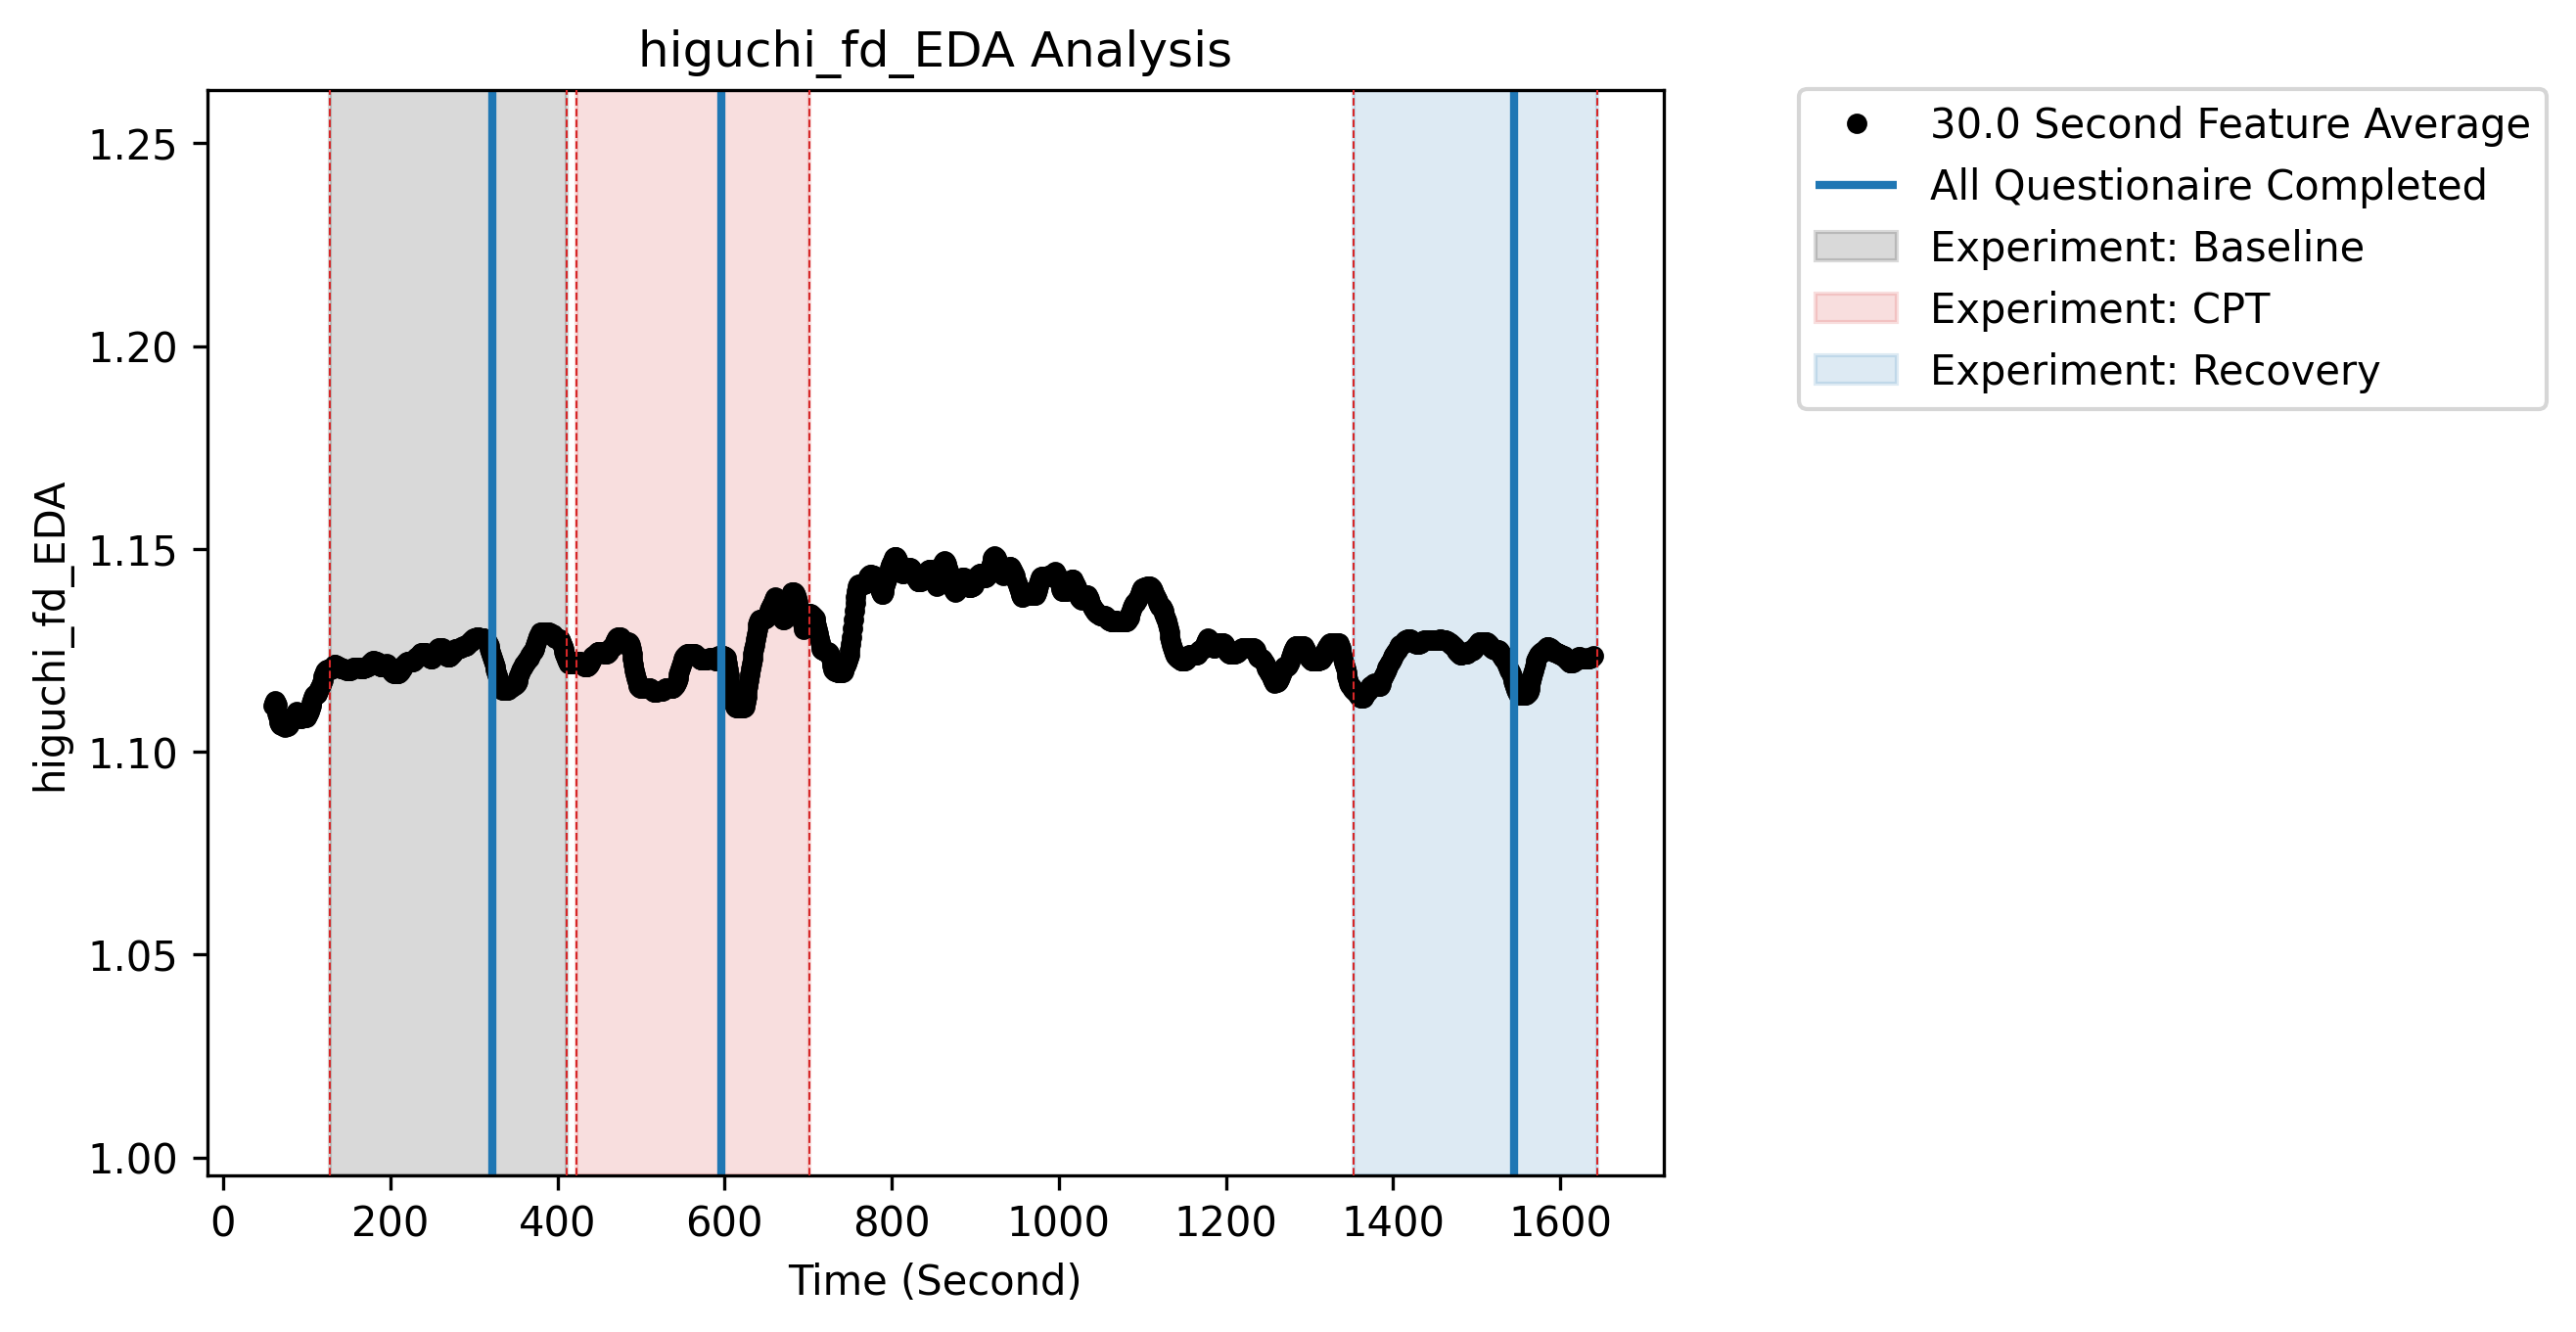 higuchi_fd_EDA Analysis
30.0 Second Feature Average
All Questionaire Completed
Experiment: Baseline
Experiment: CPT
Experiment: Recovery
higuchi_fd_EDA
1.25
1.20
1.15
1.10
1.05
1.00
0 200 400 600 800 1000 1200 1400 1600
Time (Second)